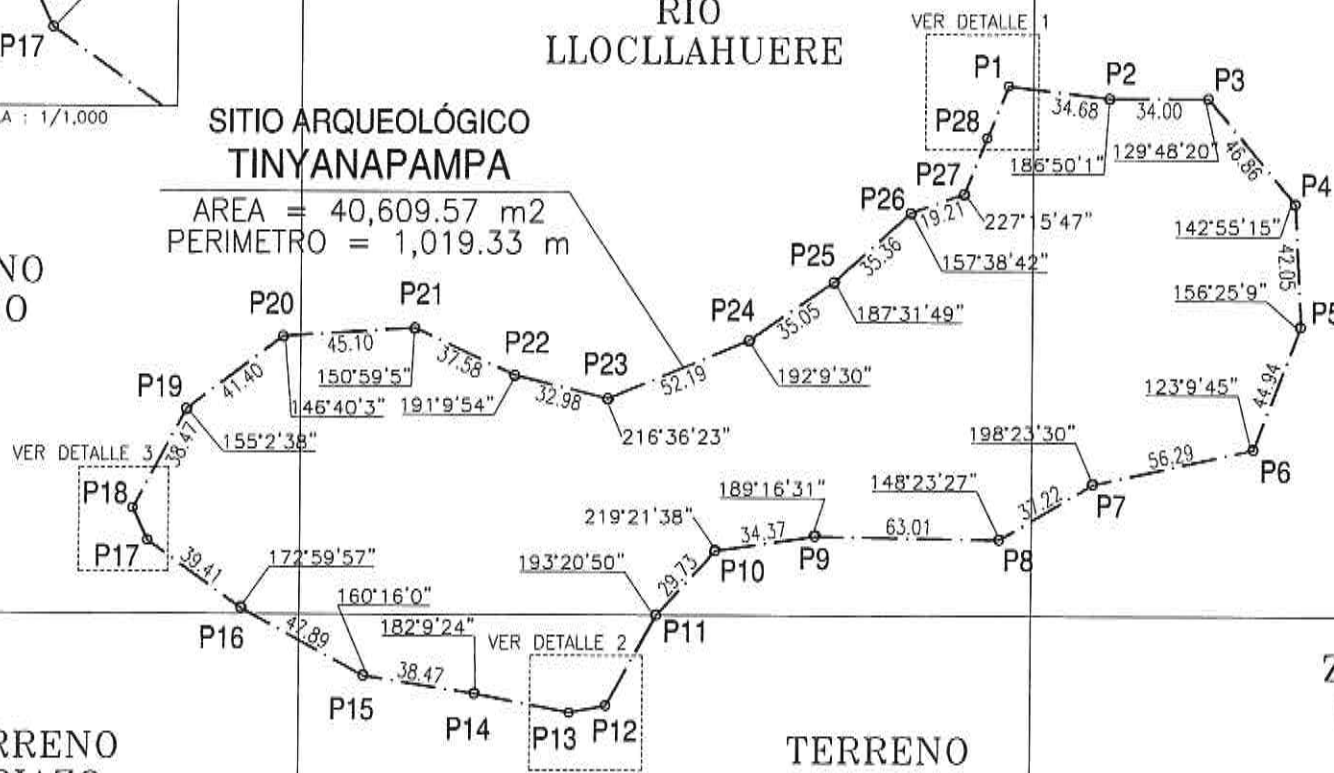 P17
A : 1/1,000
RIO
LLOCLLAHUERE
VER DETALLE 1
SITIO ARQUEOLÓGICO
TINYANAPAMPA
AREA = 40,609.57 m2
PERIMETRO = 1,019.33 m
NO
O
P1
P2
P3
34.68
34.00
P28
186°50'1"
129°48'20"
46.86
P4
P27
P26
19.21
227°15'47"
142°55'15"
42.05
35.36
157°38'42"
P25
156°25'9"
P5
35.05
187°31'49"
P24
192°9'30"
P20
P21
45.10
37.58
P22
P23
52.19
P19
41.40
150°59'5"
32.98
146°40'3"
191°9'54"
216°36'23"
123°9'45"
44.94
38.47
155°2'38"
VER DETALLE 3
198°23'30"
56.29
P6
P18
189°16'31"
148°23'27"
37.22
P7
P17
219°21'38"
34.37
63.01
P10
P9
P8
39.41
172°59'57"
193°20'50"
29.73
160°16'0"
P16
42.89
182°9'24"
VER DETALLE 2
P11
38.47
P15
P14
P13
P12
Z
RRENO
TERRENO